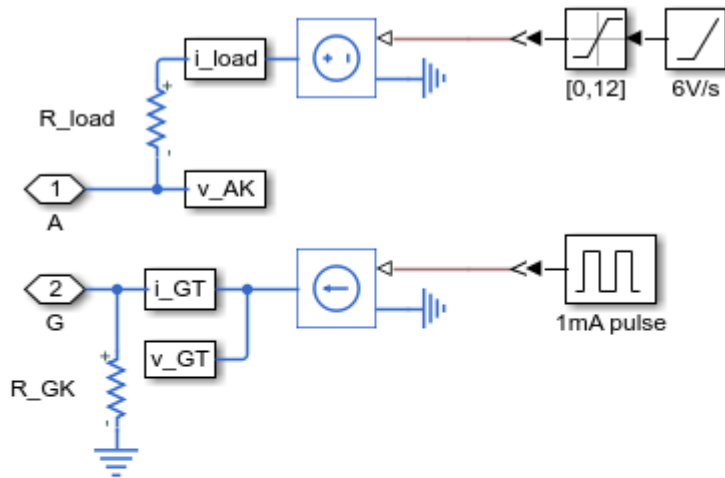 i_load
[0,12]
6V/s
R_load
+
-
+ -
1
A
v_AK
2
G
i_GT
1mA pulse
v_GT
R_GK
+
-